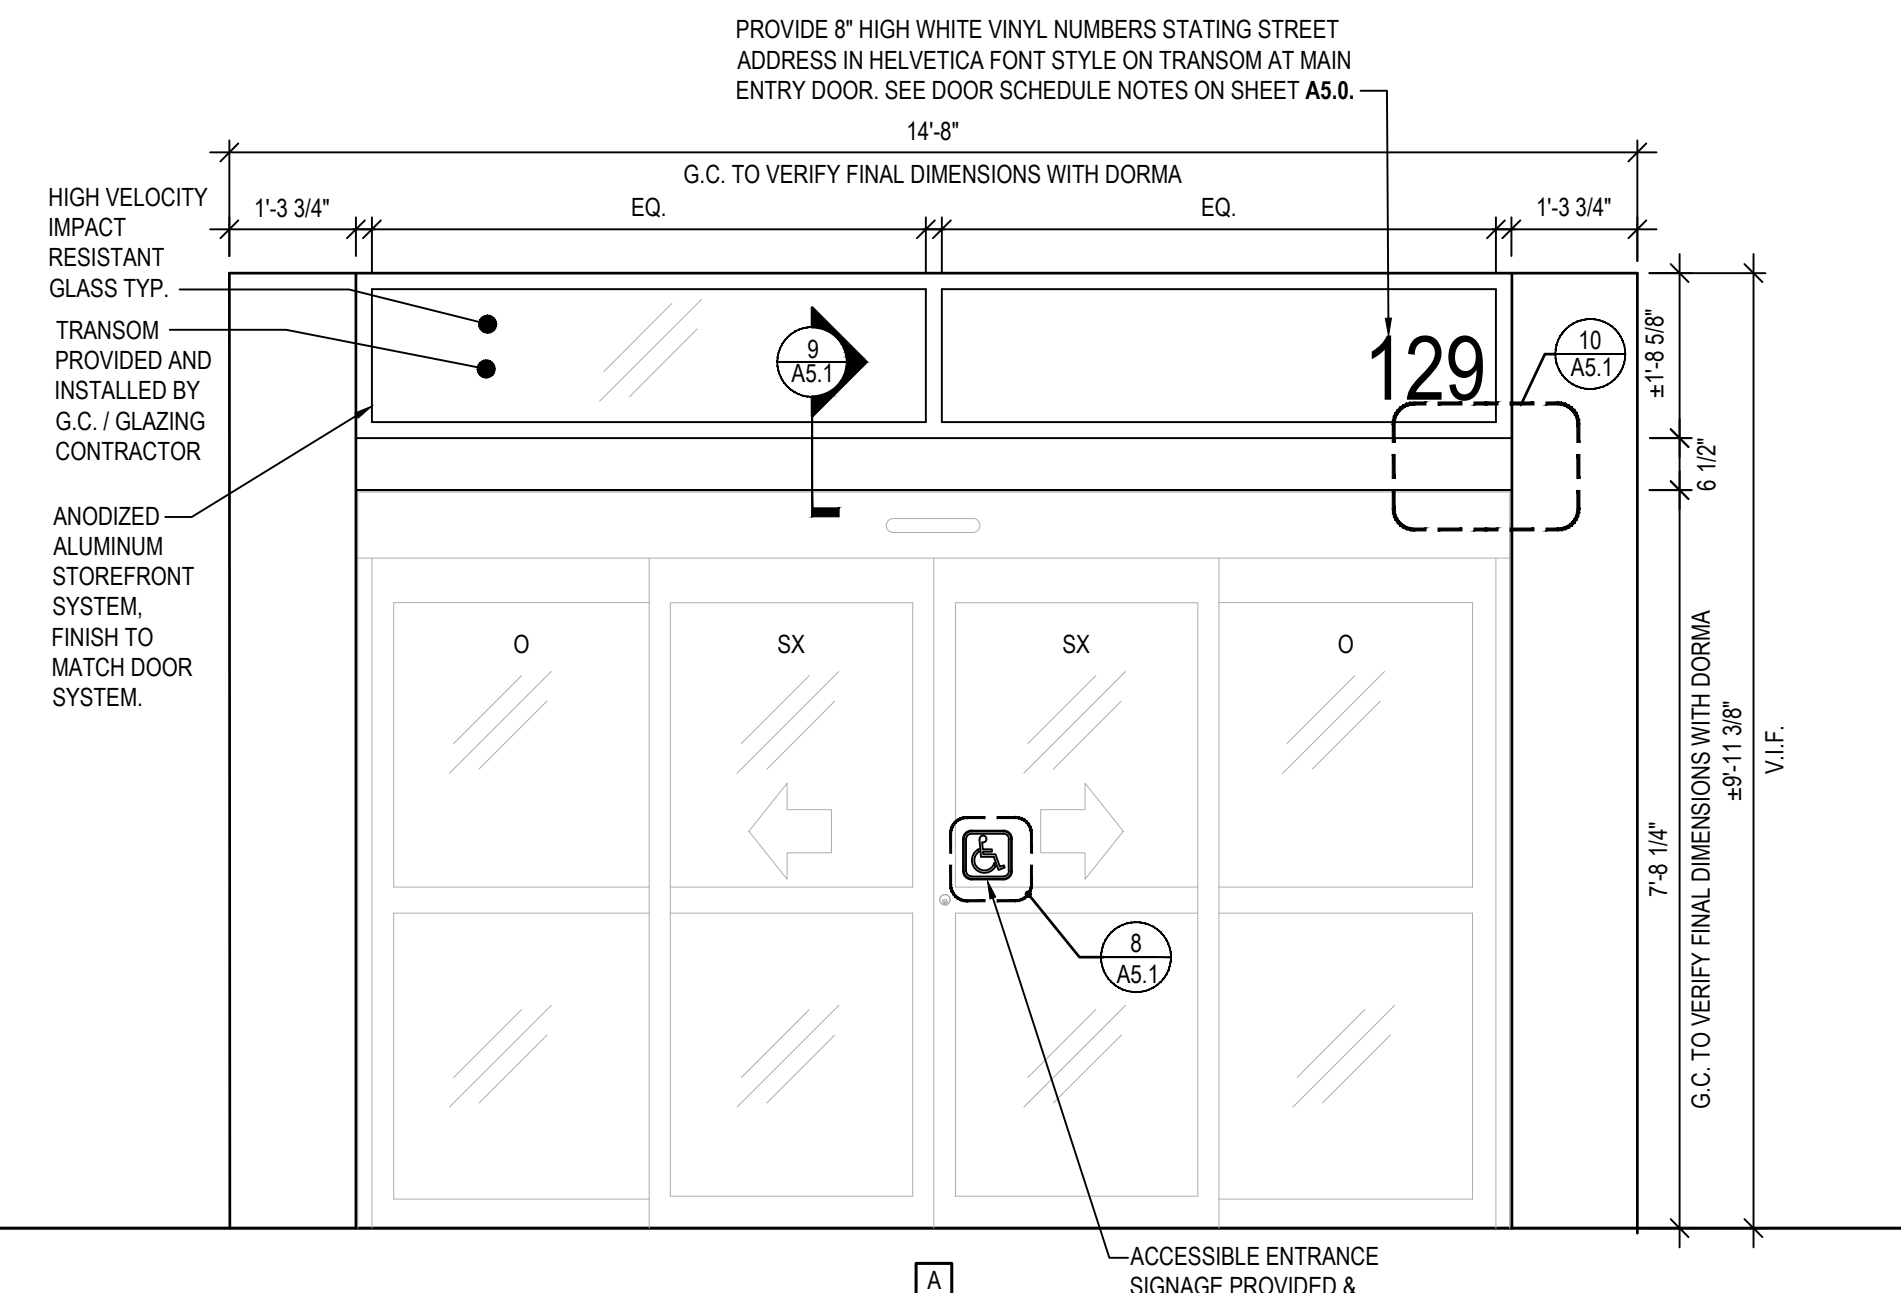 PROVIDE 8" HIGH WHITE VINYL NUMBERS STATING STREET
ADDRESS IN HELVETICA FONT STYLE ON TRANSOM AT MAIN
ENTRY DOOR. SEE DOOR SCHEDULE NOTES ON SHEET A5.0.
14'-8"
G.C. TO VERIFY FINAL DIMENSIONS WITH DORMA
1'-3 3/4"
EQ.
EQ.
1'-3 3/4"
HIGH VELOCITY
IMPACT
RESISTANT
GLASS TYP.
TRANSOM
PROVIDED AND
INSTALLED BY
G.C. / GLAZING
CONTRACTOR
ANODIZED
ALUMINUM
STOREFRONT
SYSTEM,
FINISH TO
MATCH DOOR
SYSTEM.
9
A5.1
129
10
A5.1
±1'-8 5/8"
6 1/2"
O
SX
SX
O
7'-8 1/4"
G.C. TO VERIFY FINAL DIMENSIONS WITH DORMA
±9'-11 3/8"
V.I.F.
8
A5.1
ACCESSIBLE ENTRANCE
SIGNAGE PROVIDED &
A